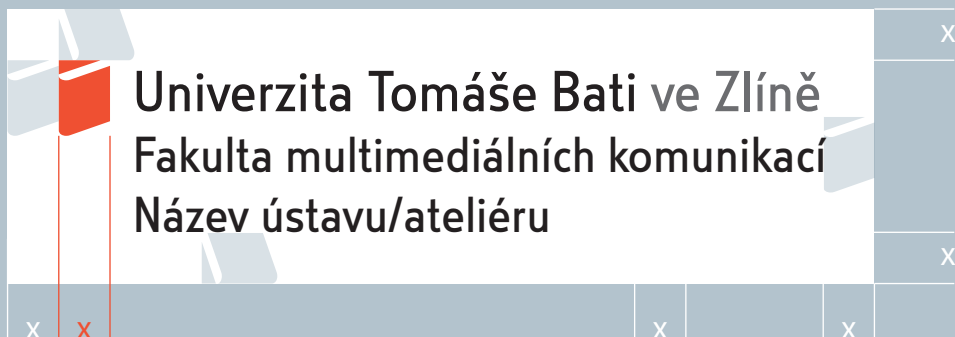 x
Univerzita Tomáše Bati ve Zlíně
Fakulta multimediálních komunikací
Název ústavu/ateliéru
x
x x x x